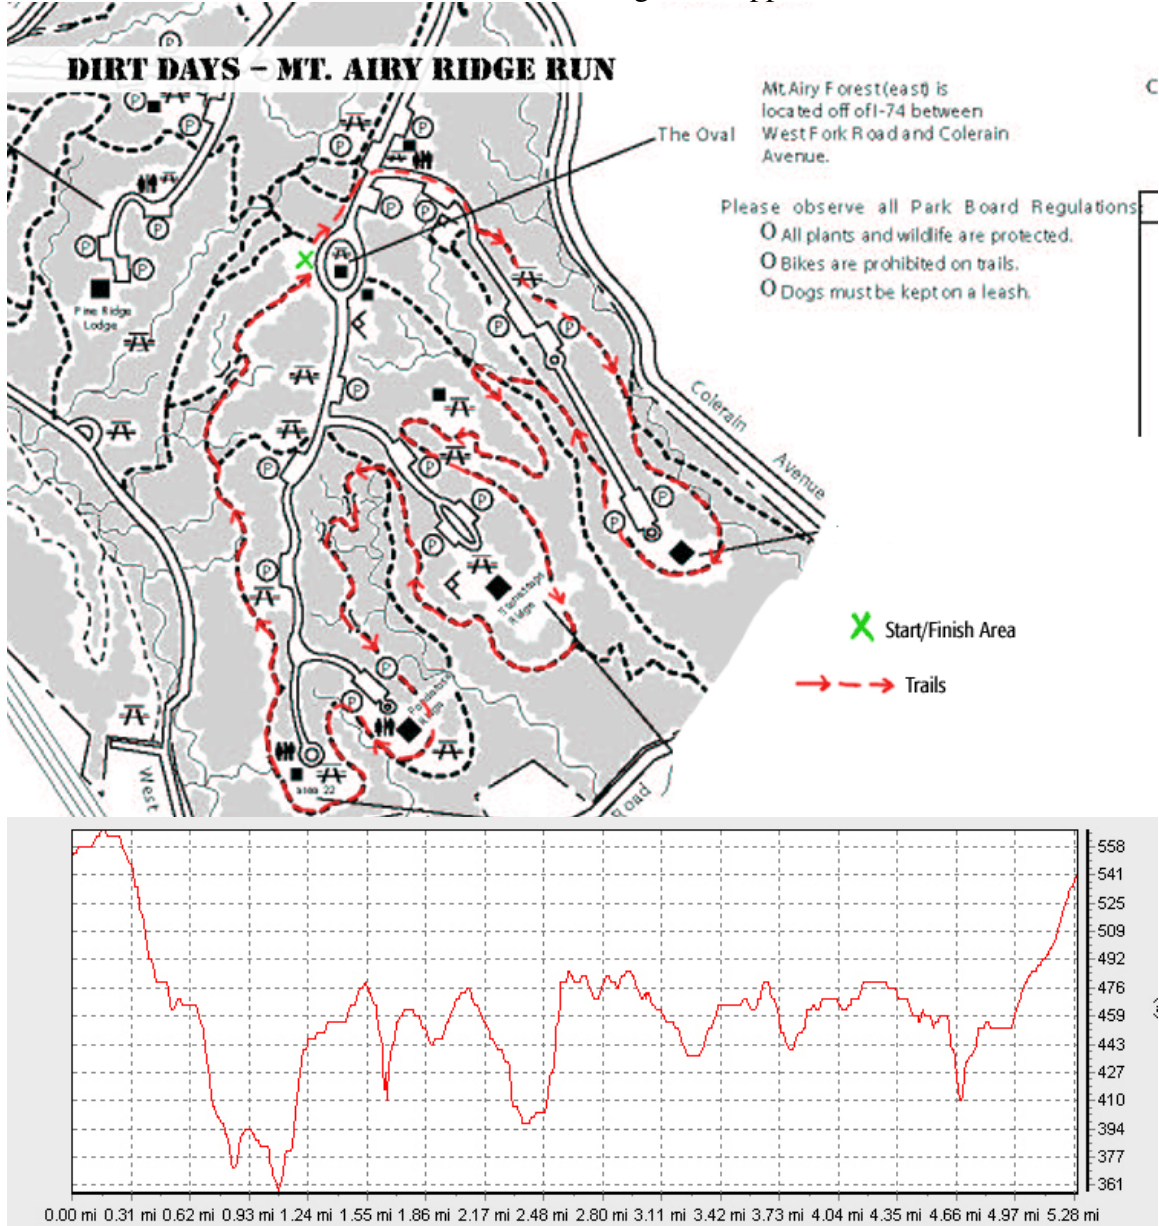 DIRT DAYS – MT. AIRY RIDGE RUN
Mt. Airy Forest (east) is
located off of I-74 between
West Fork Road and Colerain
Avenue.
C
The Oval
Please observe all Park Board Regulations:
O All plants and wildlife are protected.
O Bikes are prohibited on trails.
O Dogs must be kept on a leash.
P
P
P
P
P
P
P
P
P
P
P
Pine Ridge
Lodge
P
P
P
Colerain
Avenue
P
P
P
P
P
P
P
P
Ridge
P
P
Ridge
area 22
West
Road
X Start/Finish Area
Trails
558
541
525
509
492
476
459
443
427
410
394
377
361
0.00 mi 0.31 mi 0.62 mi 0.93 mi 1.24 mi 1.55 mi 1.86 mi 2.17 mi 2.48 mi 2.80 mi 3.11 mi 3.42 mi 3.73 mi 4.04 mi 4.35 mi 4.66 mi 4.97 mi 5.28 mi